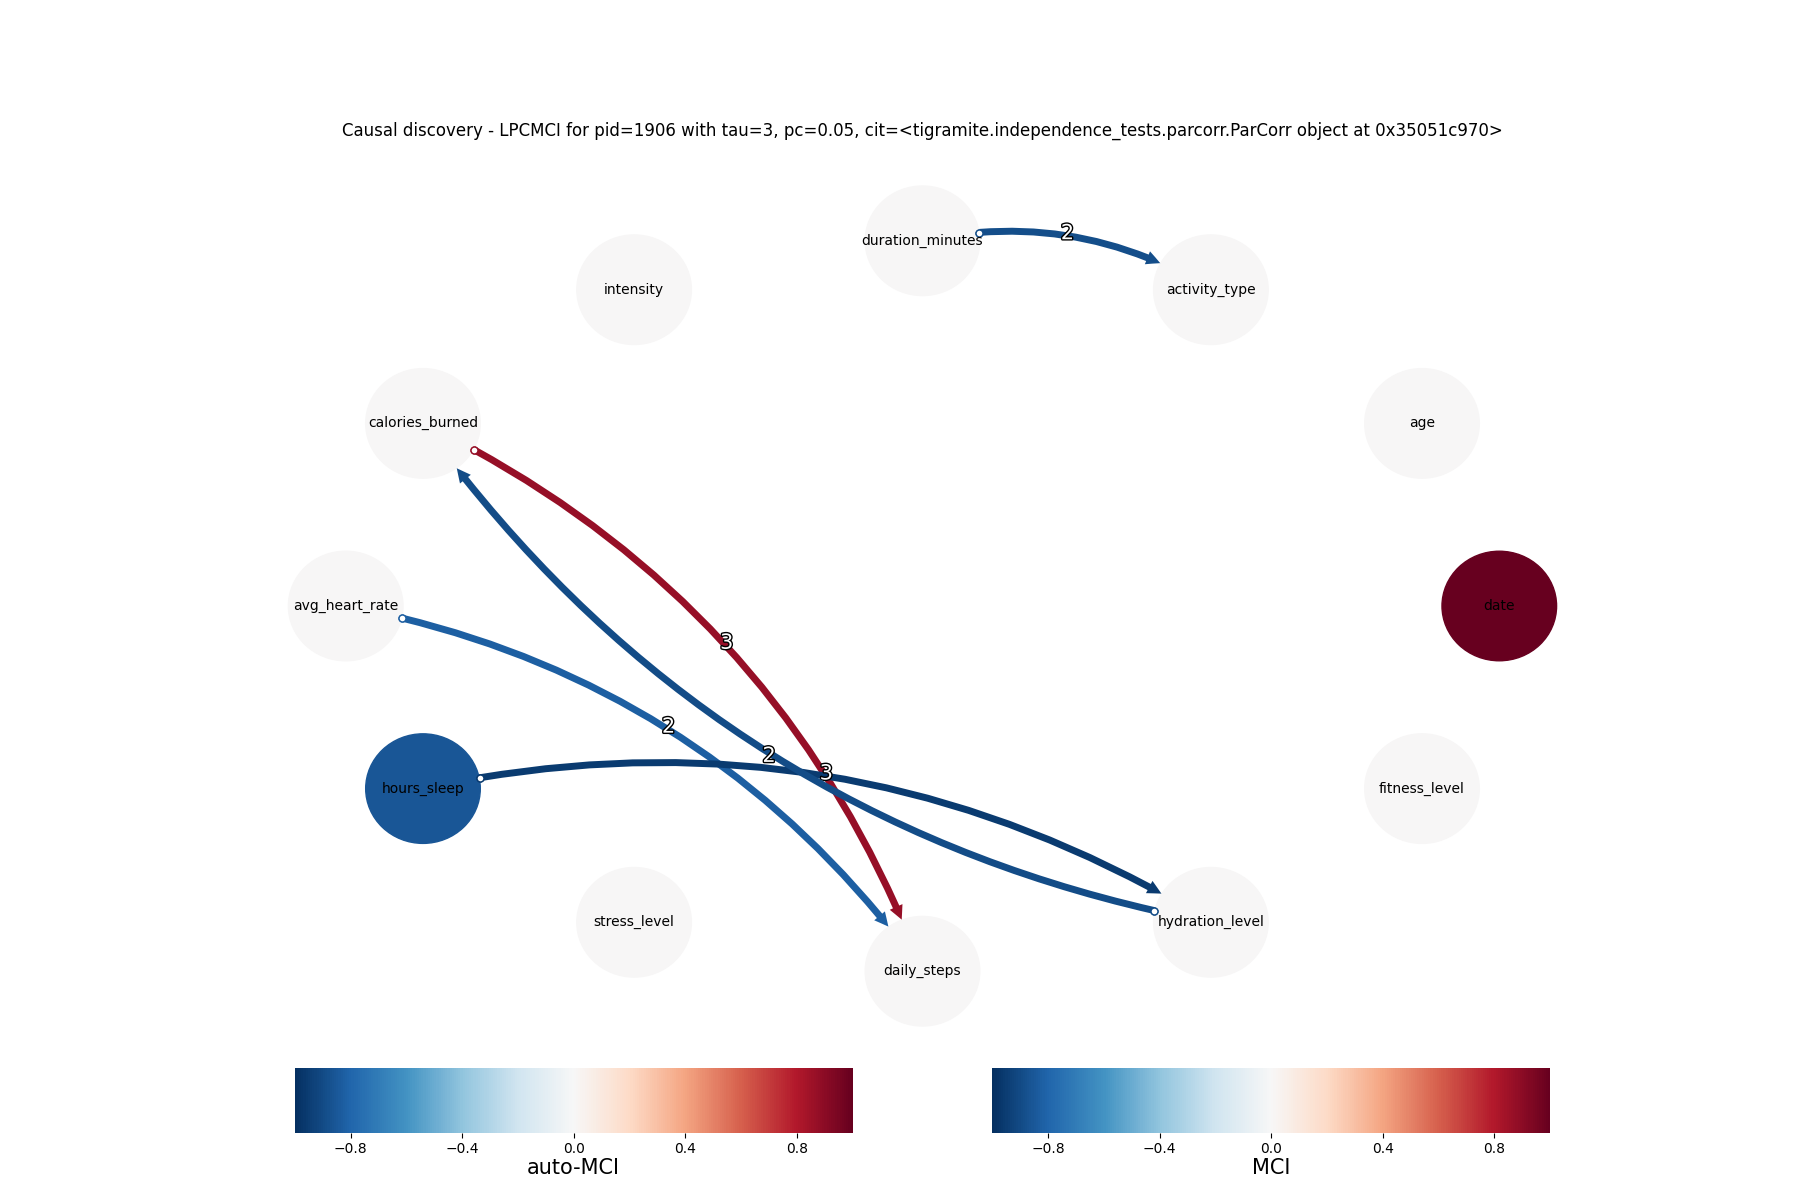 Causal discovery - LPCMCI for pid=1906 with tau=3, pc=0.05, cit=<tigramite.independence_tests.parcorr.ParCorr object at 0x35051c970>
duration_minutes
2
intensity
activity_type
calories_burned
age
avg_heart_rate
date
3
2
2
3
hours_sleep
fitness_level
stress_level
hydration_level
daily_steps
−0.8 −0.4 0.0 0.4 0.8
auto-MCI
−0.8 −0.4 0.0 0.4 0.8
MCI